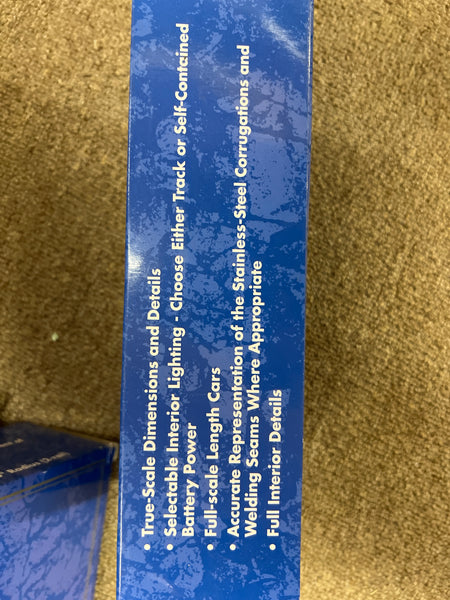 • True-Scale Dimensions and Details
• Selectable Interior Lighting - Choose Either Track or Self-Contained
Battery Power
• Full-scale Length Cars
• Accurate Representation of the Stainless-Steel Corrugations and
Welding Seams Where Appropriate
• Full Interior Details